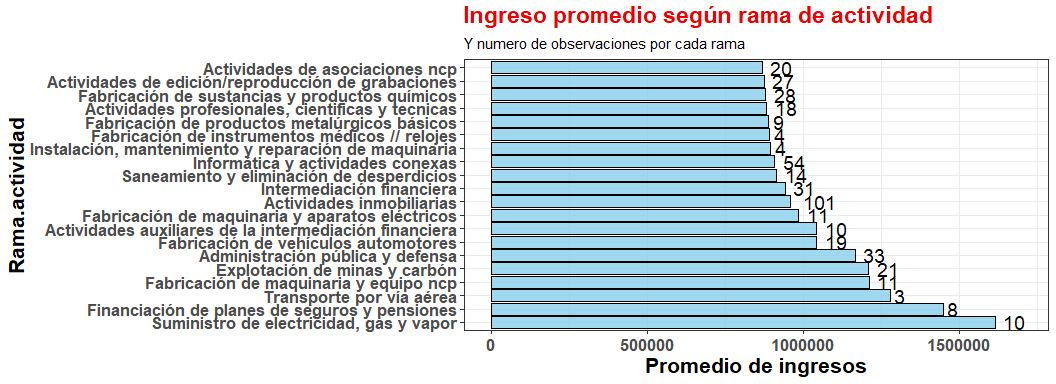 Ingreso promedio según rama de actividad
Y numero de observaciones por cada rama
Rama.actividad
Actividades de asociaciones ncp 20
Actividades de edición/reproducción de grabaciones 27
Fabricación de sustancias y productos químicos 28
Actividades profesionales, científicas y tecnicas 18
Fabricación de productos metalúrgicos básicos 9
Fabricación de instrumentos médicos // relojes 4
Instalación, mantenimiento y reparación de maquinaria 4
Informática y actividades conexas 54
Saneamiento y eliminación de desperdicios 14
Intermediación financiera 31
Actividades inmobiliarias 101
Fabricación de maquinaria y aparatos eléctricos 11
Actividades auxiliares de la intermediación financiera 10
Fabricación de vehículos automotores 19
Administración pública y defensa 33
Explotación de minas y carbón 21
Fabricación de maquinaria y equipo ncp 11
Transporte por vía aérea 3
Financiación de planes de seguros y pensiones 8
Suministro de electricidad, gas y vapor 10
0 500000 1000000 1500000
Promedio de ingresos